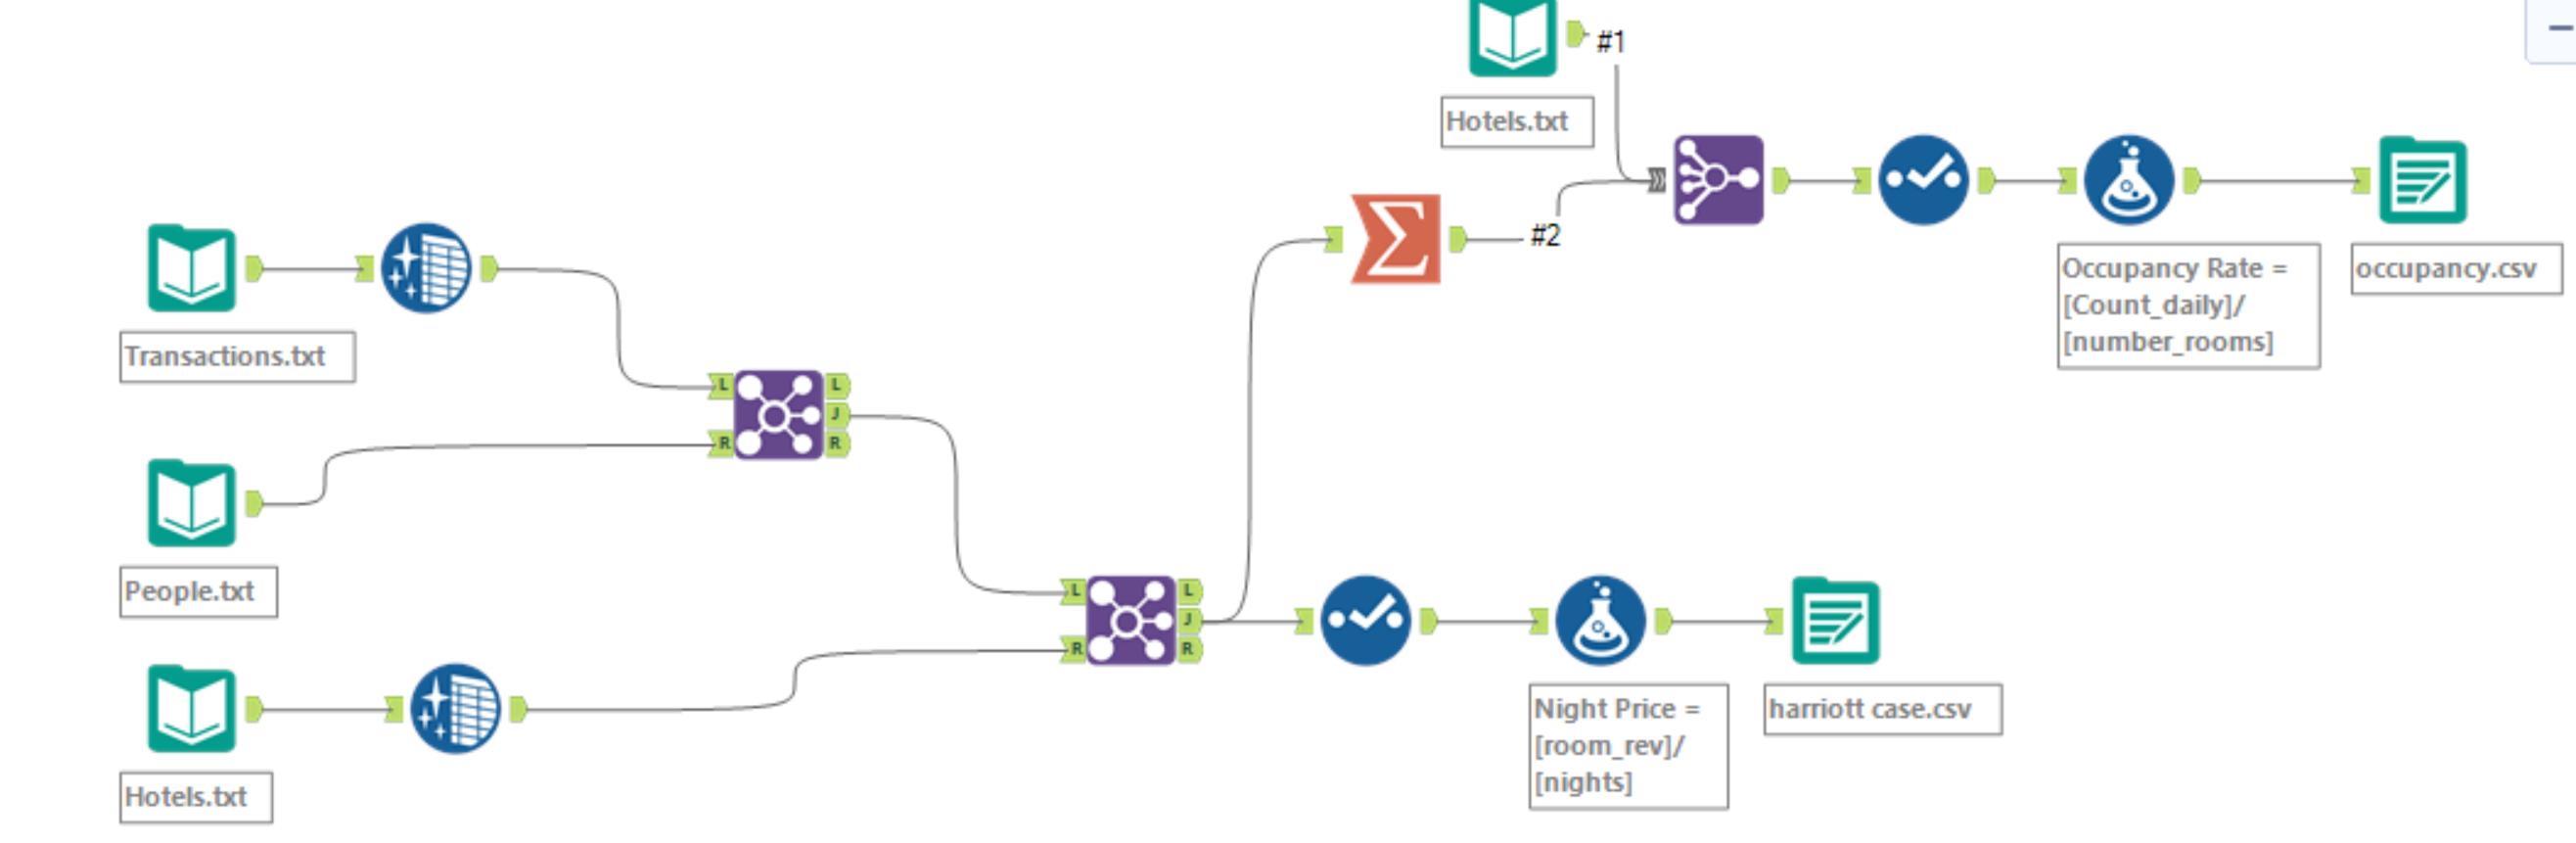 #1
Hotels.txt
#2
Occupancy Rate =
[Count_daily]/
[number_rooms]
occupancy.csv
Transactions.txt
L
L
J
R
R
People.txt
L
L
J
R
R
Night Price =
[room_rev]/
[nights]
harriott case.csv
Hotels.txt